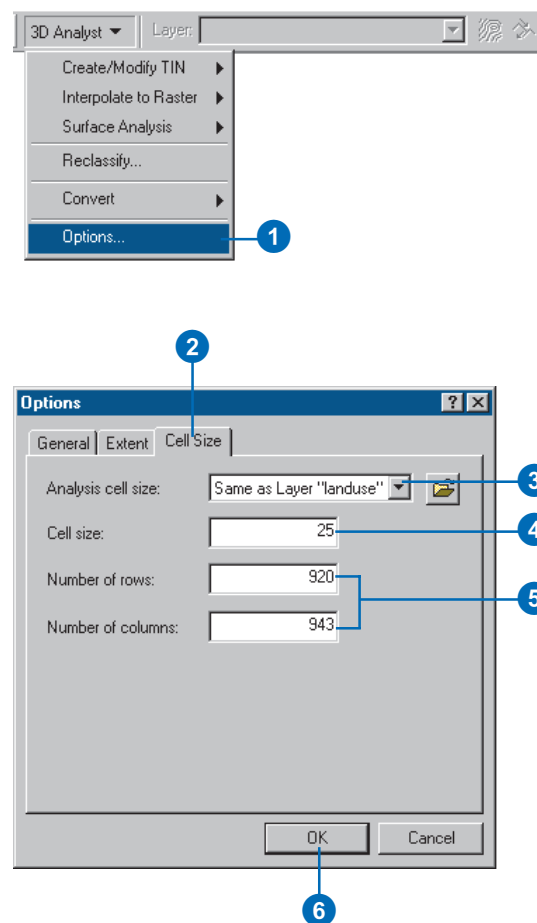 3D Analyst Layer:
Create/Modify TIN
Interpolate to Raster
Surface Analysis
Reclassify...
Convert
Options...
1
2
Options
General Extent Cell Size
Analysis cell size: Same as Layer "landuse"
3
Cell size: 25
4
Number of rows: 920
5
Number of columns: 943
OK Cancel
6